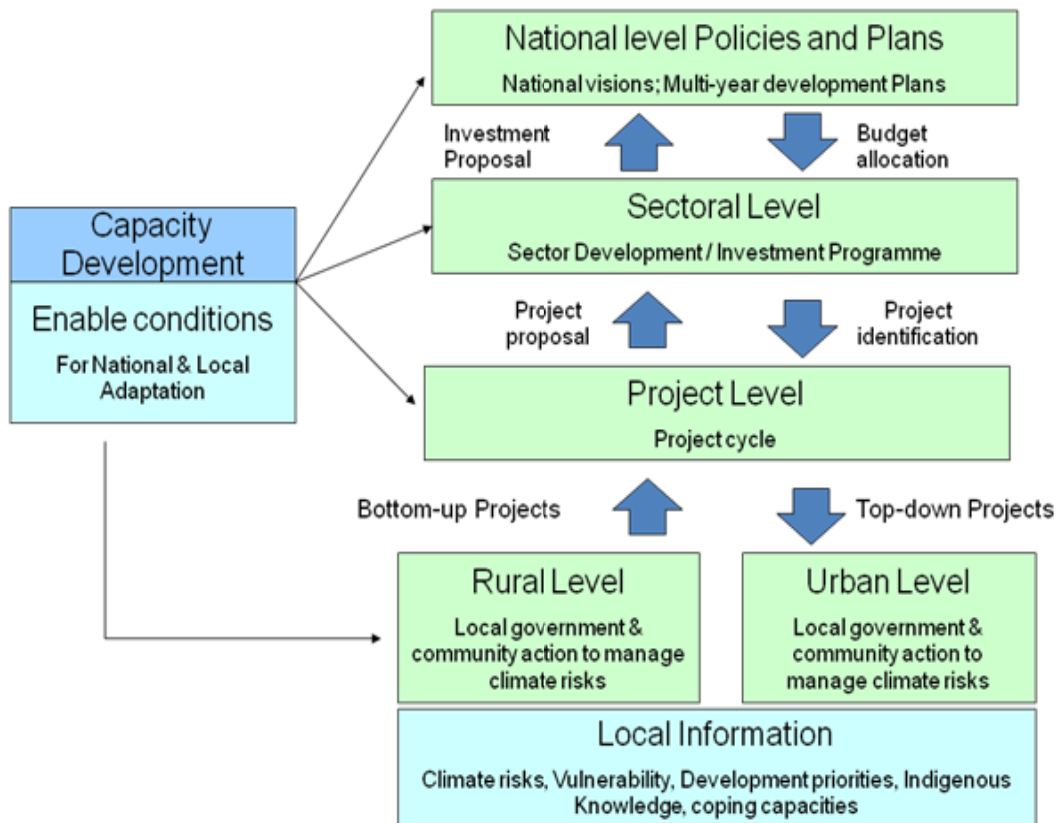 National level Policies and Plans
National visions; Multi-year development Plans
Investment
Proposal
Budget
allocation
Capacity
Development
Enable conditions
For National & Local
Adaptation
Sectoral Level
Sector Development / Investment Programme
Project
proposal
Project
identification
Project Level
Project cycle
Bottom-up Projects
Top-down Projects
Rural Level
Local government &
community action to manage
climate risks
Urban Level
Local government &
community action to
manage climate risks
Local Information
Climate risks, Vulnerability, Development priorities, Indigenous
Knowledge, coping capacities